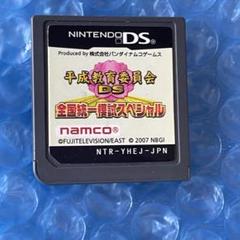 NINTENDO DS
Produced by 株式会社バンダイナムコゲームス
平成教育委員会
DS
全国統一模試スペシャル
namco®
©FUJITELEVISION/EAST © 2007 NBGI
NTR-YHEJ-JPN